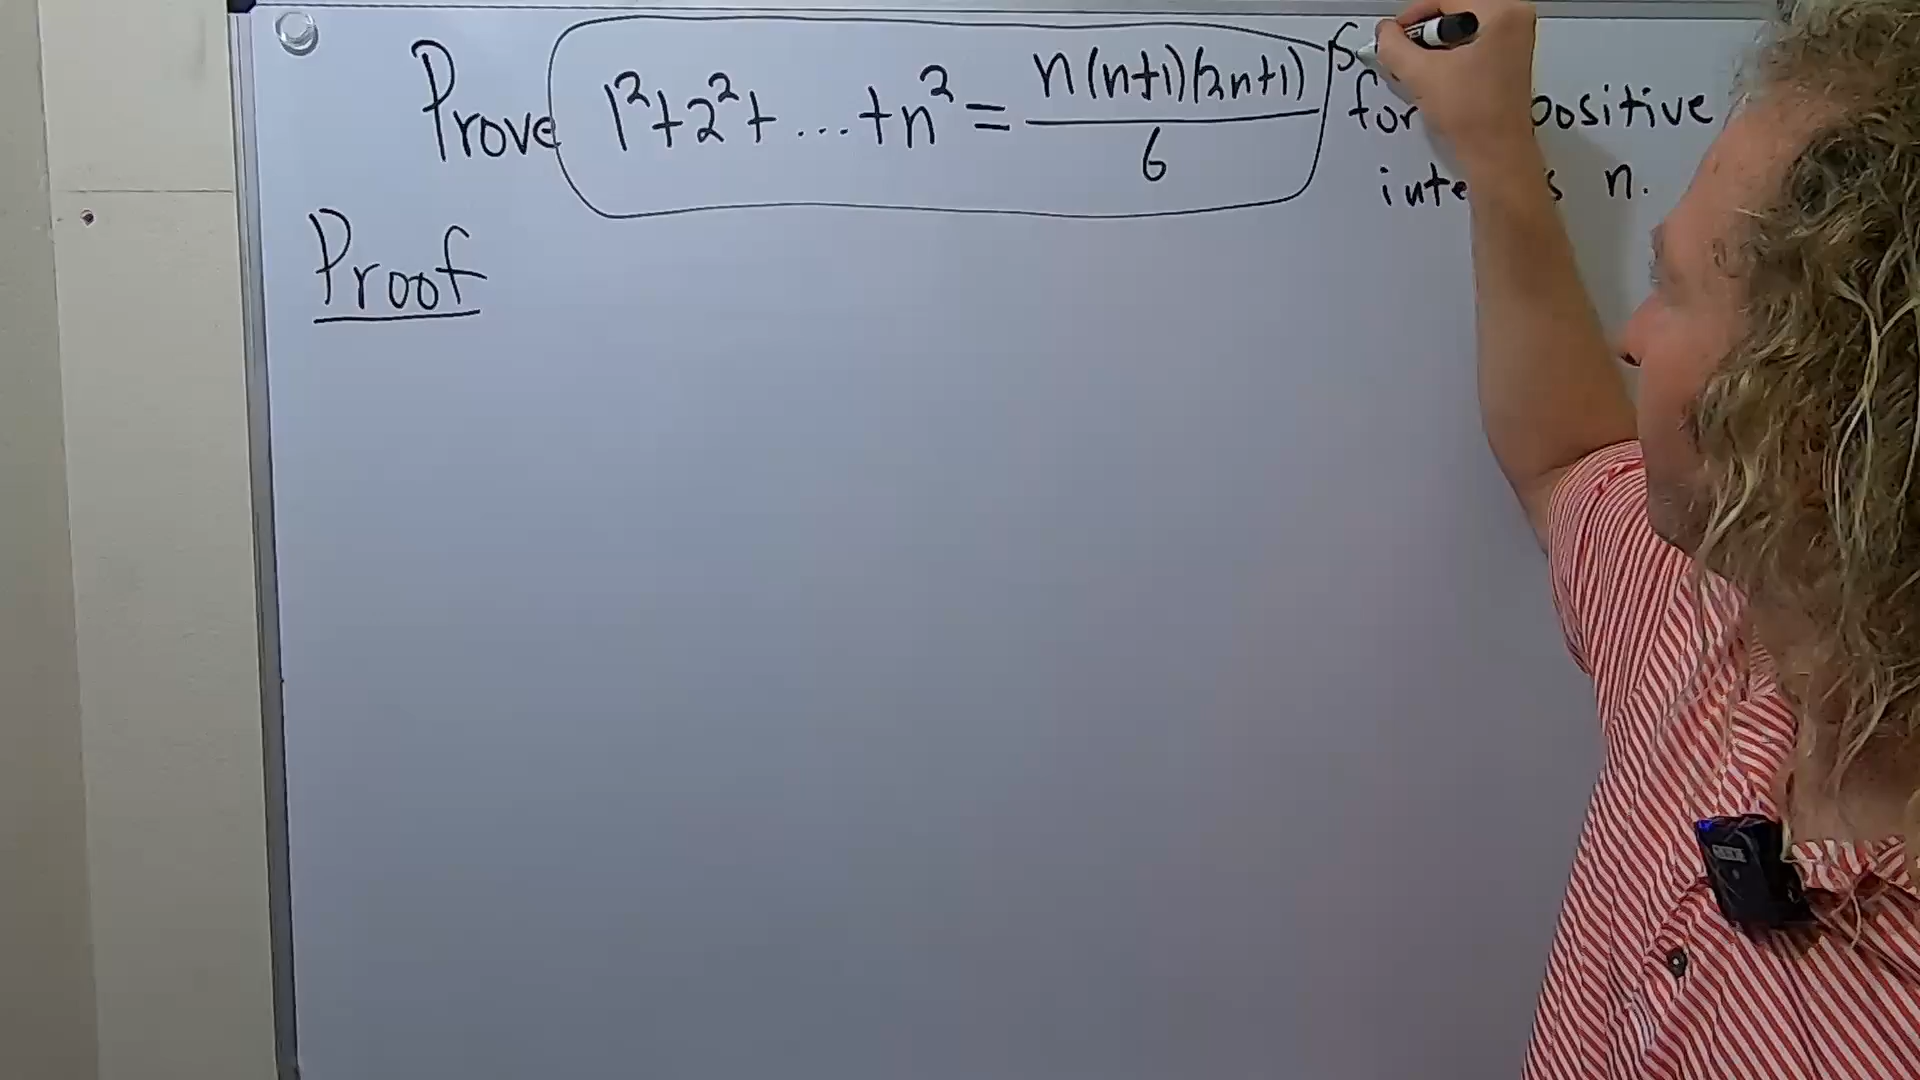 Prove 1²+2²+...+n² = n(n+1)(2n+1)/6 for positive
n.
Proof